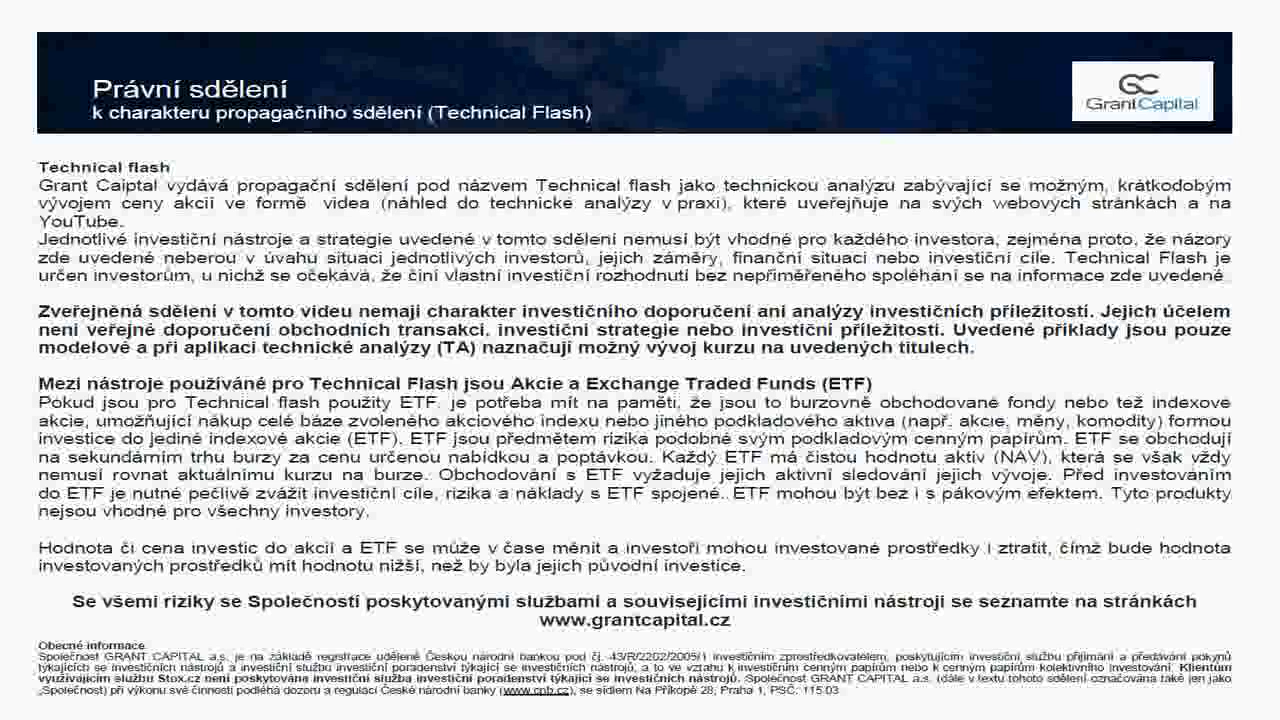 Právní sdělení
k charakteru propagačního sdělení (Technical Flash)
GC
GrantCapital
Technical flash
Grant Caiptal vydává propagační sdělení pod názvem Technical flash jako technickou analýzu zabývající se možným, krátkodobým
vývojem ceny akcií ve formě videa (náhled do technické analýzy v praxi), které uveřejňuje na svých webových stránkách a na
YouTube.
Jednotlivé investiční nástroje a strategie uvedené v tomto sdělení nemusí být vhodné pro každého investora, zejména proto, že názory
zde uvedené neberou v úvahu situaci jednotlivých investorů, jejich záměry, finanční situaci nebo investiční cíle. Technical Flash je
určen investorům, u nichž se očekává, že činí vlastní investiční rozhodnutí bez nepřiměřeného spoléhání se na informace zde uvedené.
Zveřejněná sdělení v tomto videu nemají charakter investičního doporučení ani analýzy investičních příležitostí. Jejich účelem
není veřejné doporučení obchodních transakcí, investiční strategie nebo investiční příležitosti. Uvedené příklady jsou pouze
modelové a při aplikaci technické analýzy (TA) naznačují možný vývoj kurzu na uvedených titulech.
Mezi nástroje používáné pro Technical Flash jsou Akcie a Exchange Traded Funds (ETF)
Pokud jsou pro Technical flash použity ETF. je potřeba mít na paměti, že jsou to burzovně obchodované fondy nebo též indexove
akcie, umožňující nákup celé báze zvoleného akciového indexu nebo jiného podkladového aktiva (např. akcie, měny, komodity) formou
investice do jediné indexové akcie (ETF). ETF jsou předmětem rizika podobné svým podkladovým cenným papírům. ETF se obchodují
na sekundárním trhu burzy za cenu určenou nabídkou a poptávkou. Každý ETF má čistou hodnotu aktiv (NAV), která se však vždy
nemusí rovnat aktuálnímu kurzu na burze. Obchodování s ETF vyžaduje jejich aktivní sledování jejich vývoje. Před investováním
do ETF je nutné pečlivě zvážit investiční cíle, rizika a náklady s ETF spojené. ETF mohou být bez i s pákovým efektem. Tyto produkty
nejsou vhodné pro všechny investory.
Hodnota či cena investic do akcií a ETF se může v čase měnit a investoři mohou investované prostředky i ztratit, čímž bude hodnota
investovaných prostředků mít hodnotu nižší, než by byla jejich původní investice.
Se všemi riziky se Společností poskytovanými službami a souvisejícími investičními nástroji se seznamte na stránkách
www.grantcapital.cz
Obecné informace
Společnost GRANT CAPITAL a.s. je na základě registrace udělené Českou národní bankou pod čj. 43/R/2202/2005/1 investičním zprostředkovatelem, poskytujícím investiční službu přijímání a předávání pokynů
týkajících se investičních nástrojů a investiční službu investiční poradenství týkající se investičních nástrojů, a to ve vztahu k investičním cenným papírům nebo k cenným papírům kolektivního investování. Klientům
využívajícím službu Stox.cz není poskytována investiční služba investiční poradenství týkající se investičních nástrojů. Společnost GRANT CAPITAL a.s. (dále v textu tohoto sdělení označována také jen jako
„Společnost) při výkonu své činnosti podléhá dozoru a regulaci České národní banky (www.cnb.cz), se sídlem Na Příkopě 28, Praha 1, PSČ: 115 03